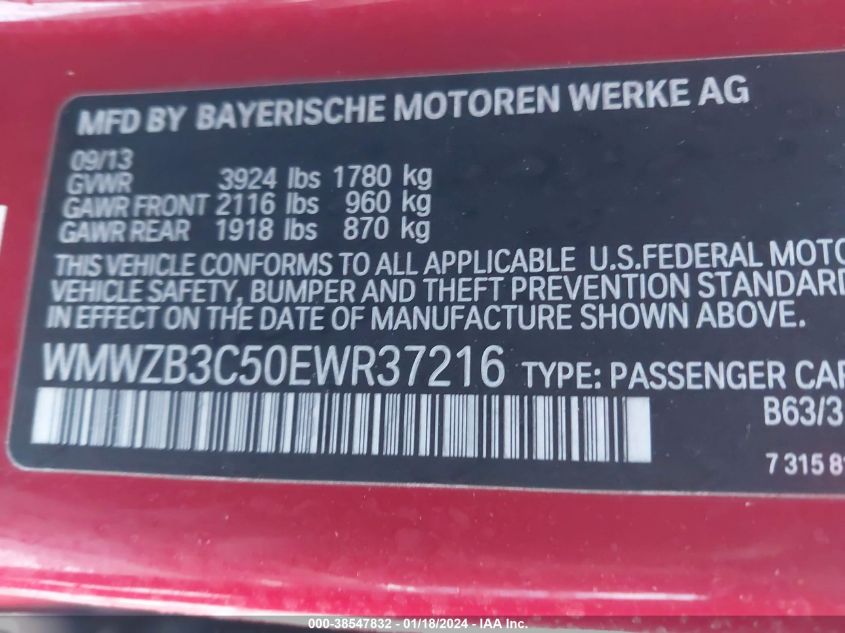 MFD BY BAYERISCHE MOTOREN WERKE AG
09/13
GVWR 3924 lbs 1780 kg
GAWR FRONT 2116 lbs 960 kg
GAWR REAR 1918 lbs 870 kg
THIS VEHICLE CONFORMS TO ALL APPLICABLE U.S.FEDERAL MOTO
VEHICLE SAFETY, BUMPER AND THEFT PREVENTION STANDARD
IN EFFECT ON THE DATE OF MANUFACTURE SHOWN ABOVE.
WMWZB3C50EWR37216 TYPE: PASSENGER CAR
B63/3
7 315 8
000-38547832 - 01/18/2024 - IAA Inc.